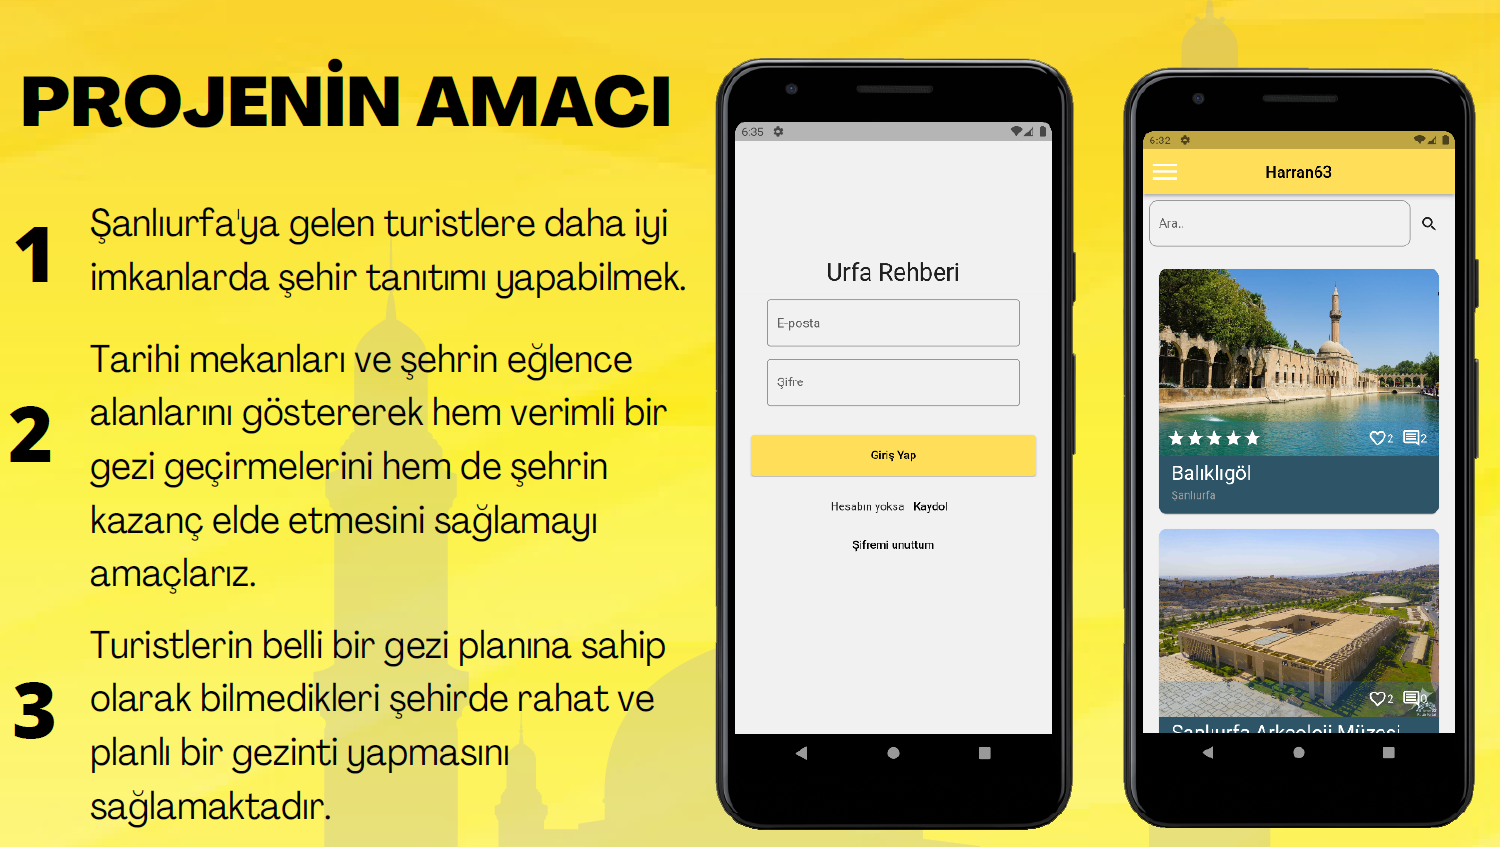 PROJENİN AMACI
1
Şanlıurfa'ya gelen turistlere daha iyi
imkanlarda şehir tanıtımı yapabilmek.
2
Tarihi mekanları ve şehrin eğlence
alanlarını göstererek hem verimli bir
gezi geçirmelerini hem de şehrin
kazanç elde etmesini sağlamayı
amaçlarız.
3
Turistlerin belli bir gezi planına sahip
olarak bilmedikleri şehirde rahat ve
planlı bir gezinti yapmasını
sağlamaktadır.
6:35
Urfa Rehberi
E-posta
Şifre
Giriş Yap
Hesabın yoksa Kaydol
Şifremi unuttum
6:32
Harran63
Ara..
2 2
Balıklıgöl
Şanlıurfa
2 0
Şanlıurfa Arkeoloji Müzesi